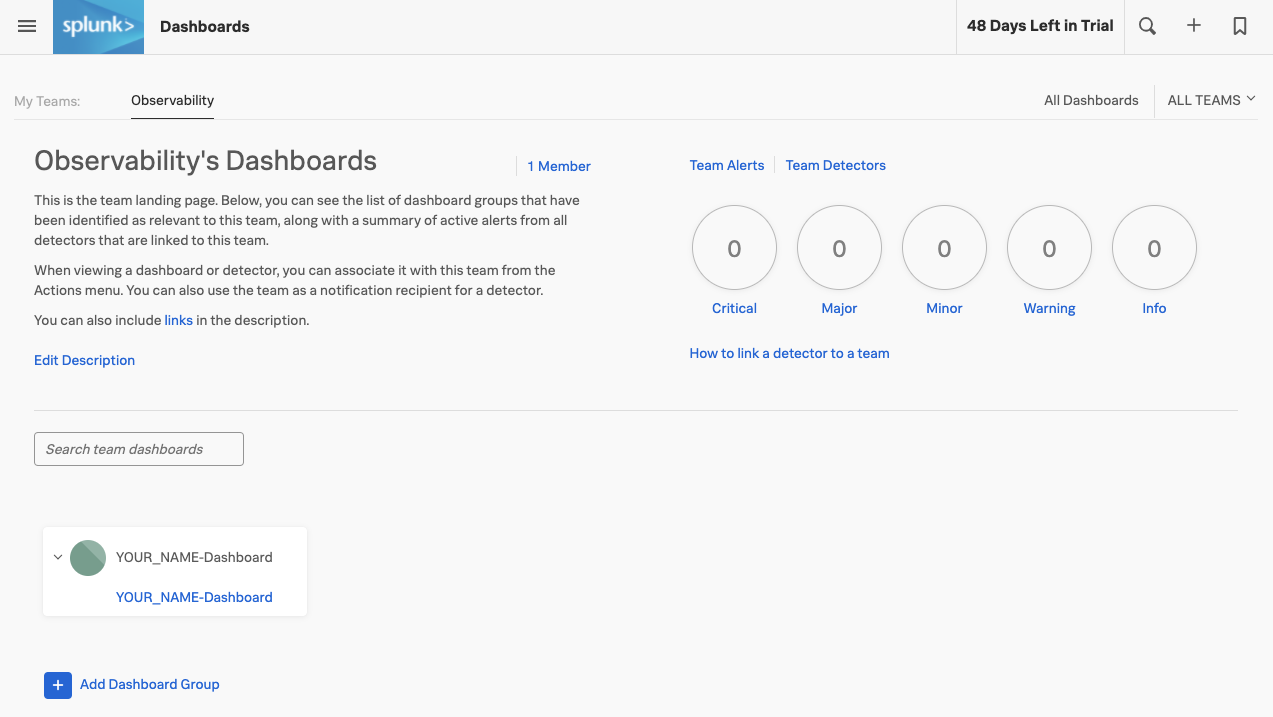 splunk> Dashboards 48 Days Left in Trial
My Teams: Observability All Dashboards ALL TEAMS
Observability's Dashboards 1 Member
This is the team landing page. Below, you can see the list of dashboard groups that have
been identified as relevant to this team, along with a summary of active alerts from all
detectors that are linked to this team.
When viewing a dashboard or detector, you can associate it with this team from the
Actions menu. You can also use the team as a notification recipient for a detector.
You can also include links in the description.
Edit Description
Team Alerts Team Detectors
0 0 0 0 0
Critical Major Minor Warning Info
How to link a detector to a team
Search team dashboards
YOUR_NAME-Dashboard
YOUR_NAME-Dashboard
+ Add Dashboard Group